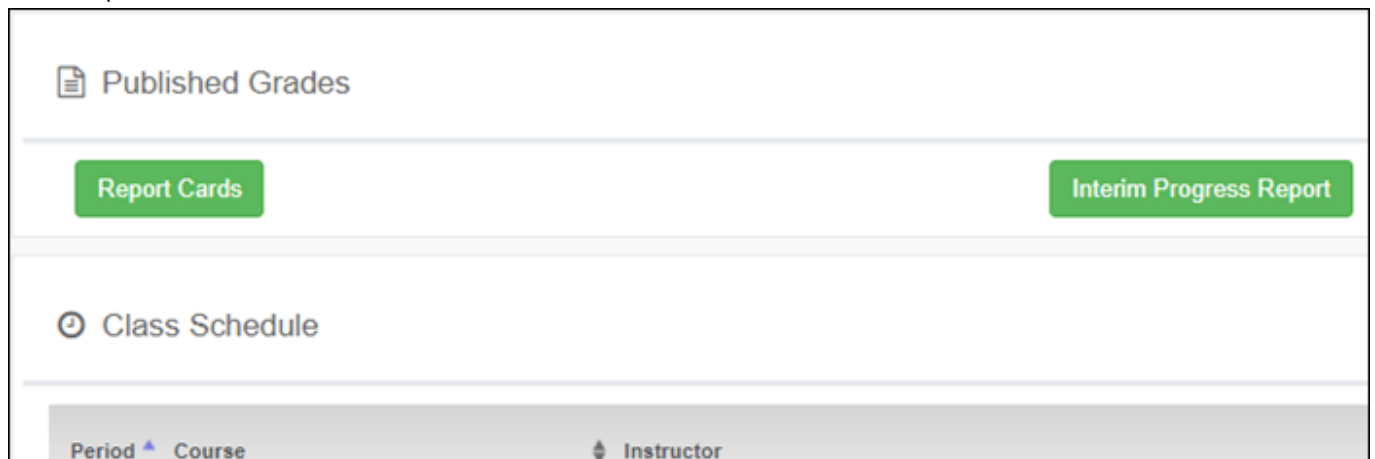 Published Grades
Report Cards Interim Progress Report
Class Schedule
Period Course Instructor